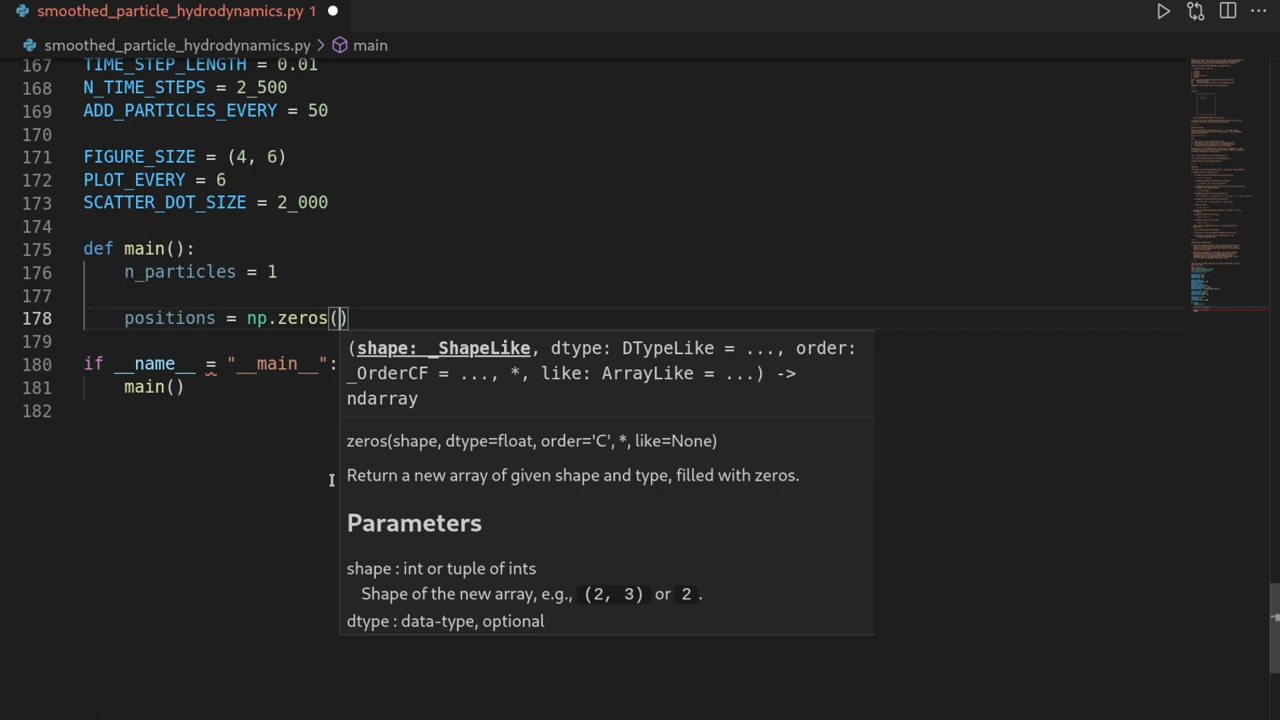 smoothed_particle_hydrodynamics.py 1
smoothed_particle_hydrodynamics.py > main
167 TIME_STEP_LENGTH = 0.01
168 N_TIME_STEPS = 2_500
169 ADD_PARTICLES_EVERY = 50
170
171 FIGURE_SIZE = (4, 6)
172 PLOT_EVERY = 6
173 SCATTER_DOT_SIZE = 2_000
174
175 def main():
176 n_particles = 1
177
178 positions = np.zeros()
179
180 if __name__ = "__main__":
181 main()
182
(shape: _ShapeLike, dtype: DTypeLike = ..., order:
_OrderCF = ..., *, like: ArrayLike = ...) ->
ndarray
zeros(shape, dtype=float, order='C', *, like=None)
Return a new array of given shape and type, filled with zeros.
Parameters
shape : int or tuple of ints
Shape of the new array, e.g., (2, 3) or 2.
dtype : data-type, optional